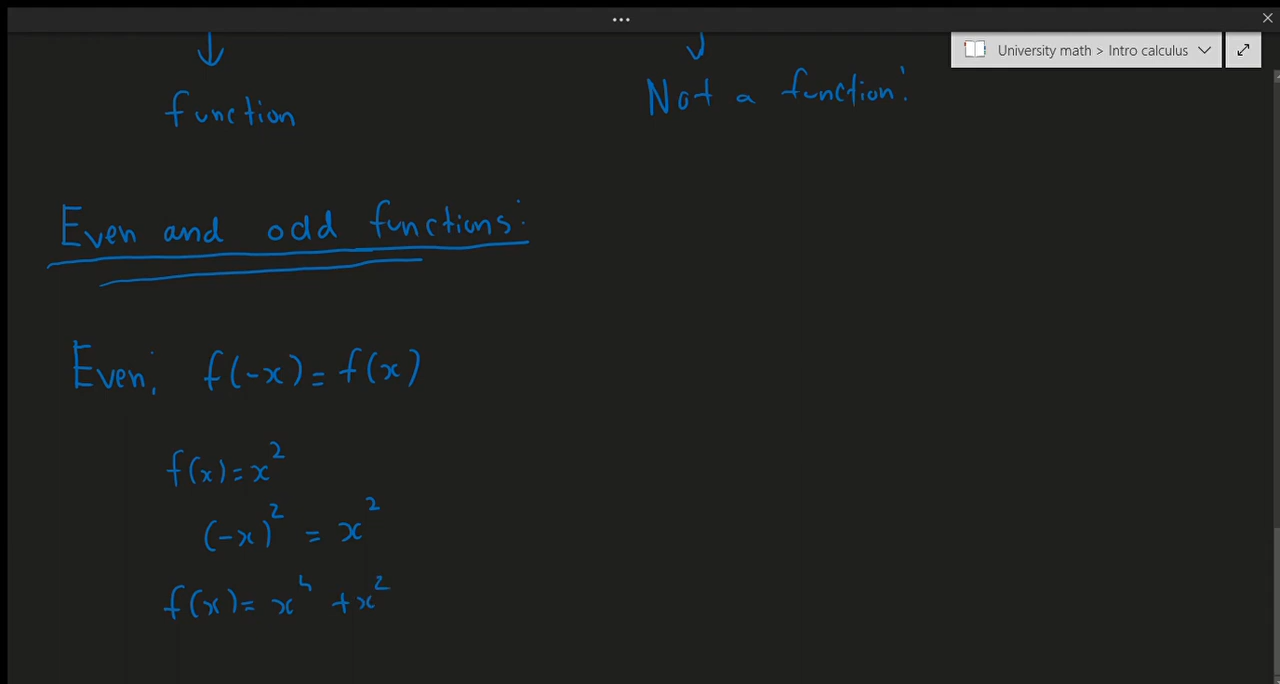 University math > Intro calculus
function
Not a function!
Even and odd functions:
Even: f(-x) = f(x)
f(x) = x²
(-x)² = x²
f(x) = x⁴ + x²